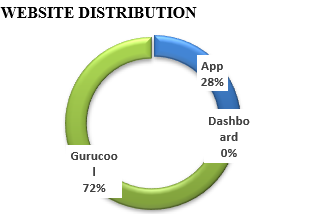 WEBSITE DISTRIBUTION
App
28%
Dashbo
ard
0%
Gurucoo
l
72%